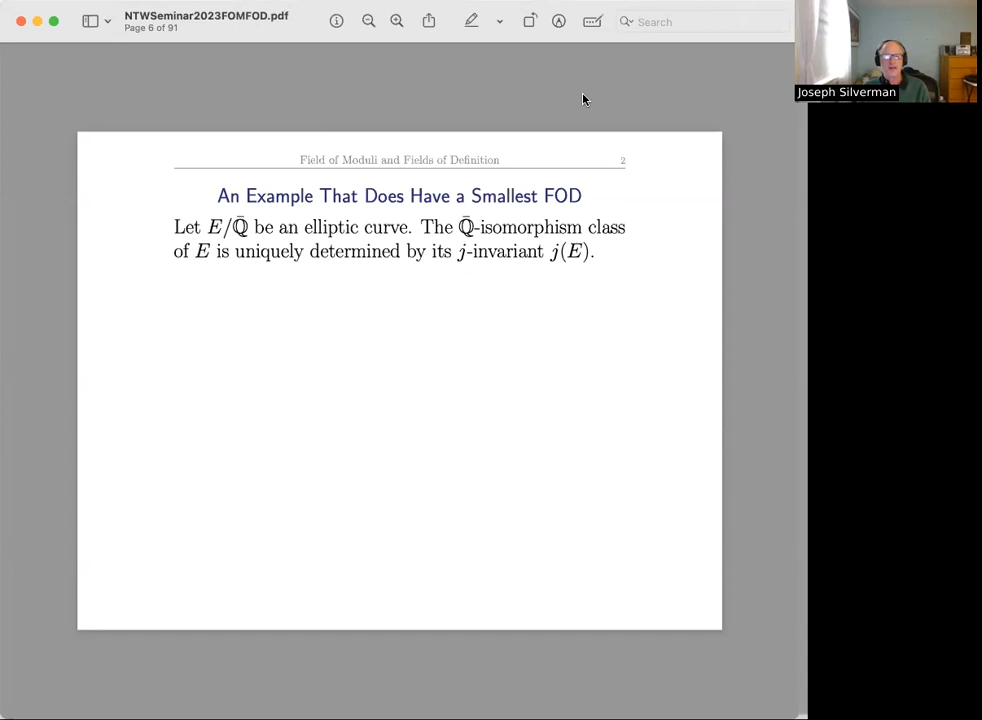 NTWSeminar2023FOMFOD.pdf
Page 6 of 91
Search
Joseph Silverman
Field of Moduli and Fields of Definition 2
An Example That Does Have a Smallest FOD
Let E/ℚ̄ be an elliptic curve. The ℚ̄-isomorphism class
of E is uniquely determined by its j-invariant j(E).